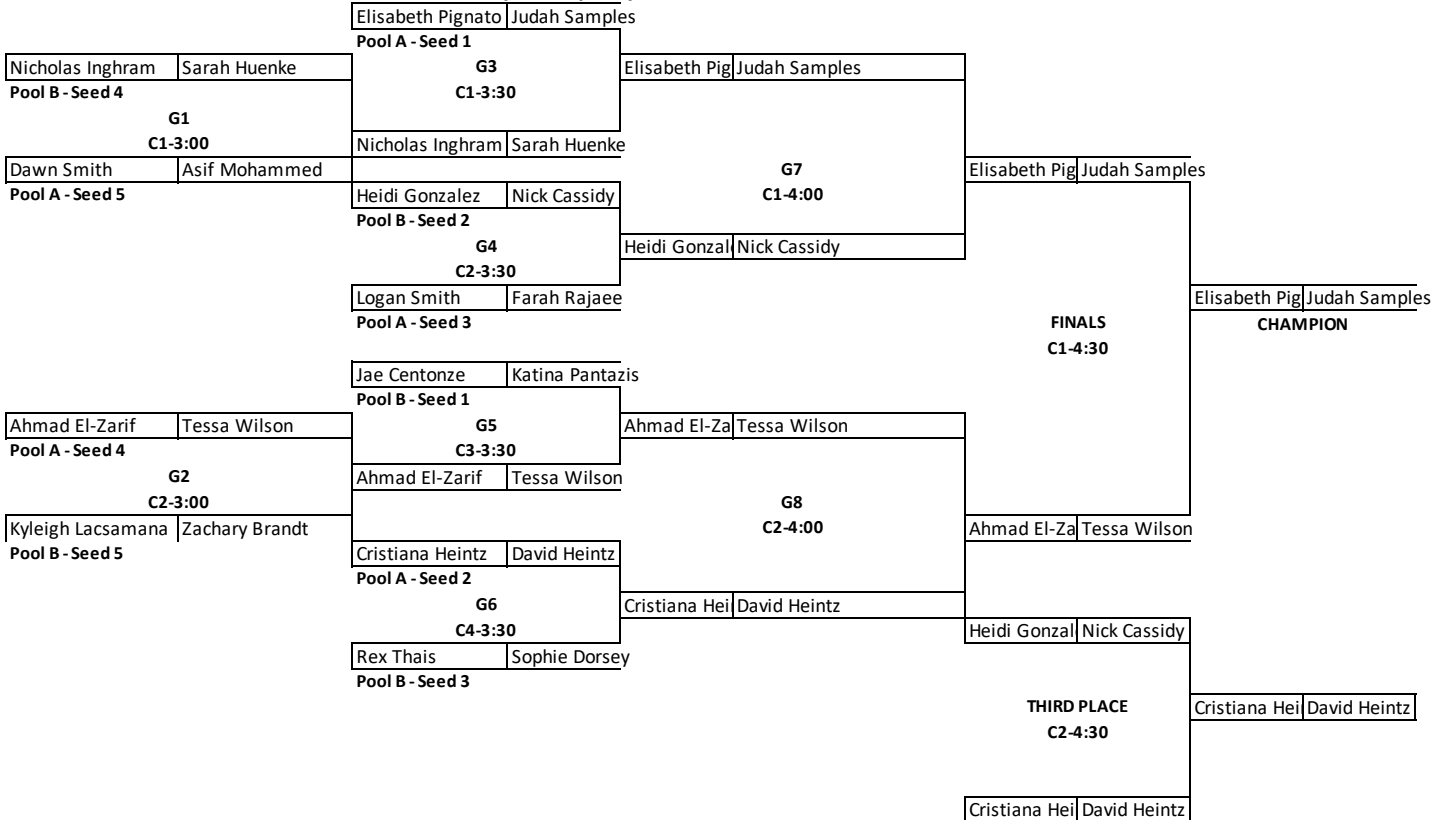 Elisabeth Pignato Judah Samples
Pool A - Seed 1
Nicholas Inghram Sarah Huenke
G3
Elisabeth Pig Judah Samples
Pool B - Seed 4
C1-3:30
G1
C1-3:00
Nicholas Inghram Sarah Huenke
Dawn Smith Asif Mohammed
G7
Elisabeth Pig Judah Samples
Pool A - Seed 5
Heidi Gonzalez Nick Cassidy
C1-4:00
Pool B - Seed 2
G4
Heidi Gonzal Nick Cassidy
C2-3:30
Logan Smith Farah Rajaee
Elisabeth Pig Judah Samples
Pool A - Seed 3
FINALS
CHAMPION
C1-4:30
Jae Centonze Katina Pantazis
Pool B - Seed 1
Ahmad El-Zarif Tessa Wilson
G5
Ahmad El-Za Tessa Wilson
Pool A - Seed 4
C3-3:30
G2
Ahmad El-Zarif Tessa Wilson
C2-3:00
G8
Kyleigh Lacsamana Zachary Brandt
C2-4:00
Ahmad El-Za Tessa Wilson
Pool B - Seed 5
Cristiana Heintz David Heintz
Pool A - Seed 2
G6
Cristiana Hei David Heintz
C4-3:30
Heidi Gonzal Nick Cassidy
Rex Thais Sophie Dorsey
Pool B - Seed 3
THIRD PLACE
Cristiana Hei David Heintz
C2-4:30
Cristiana Hei David Heintz